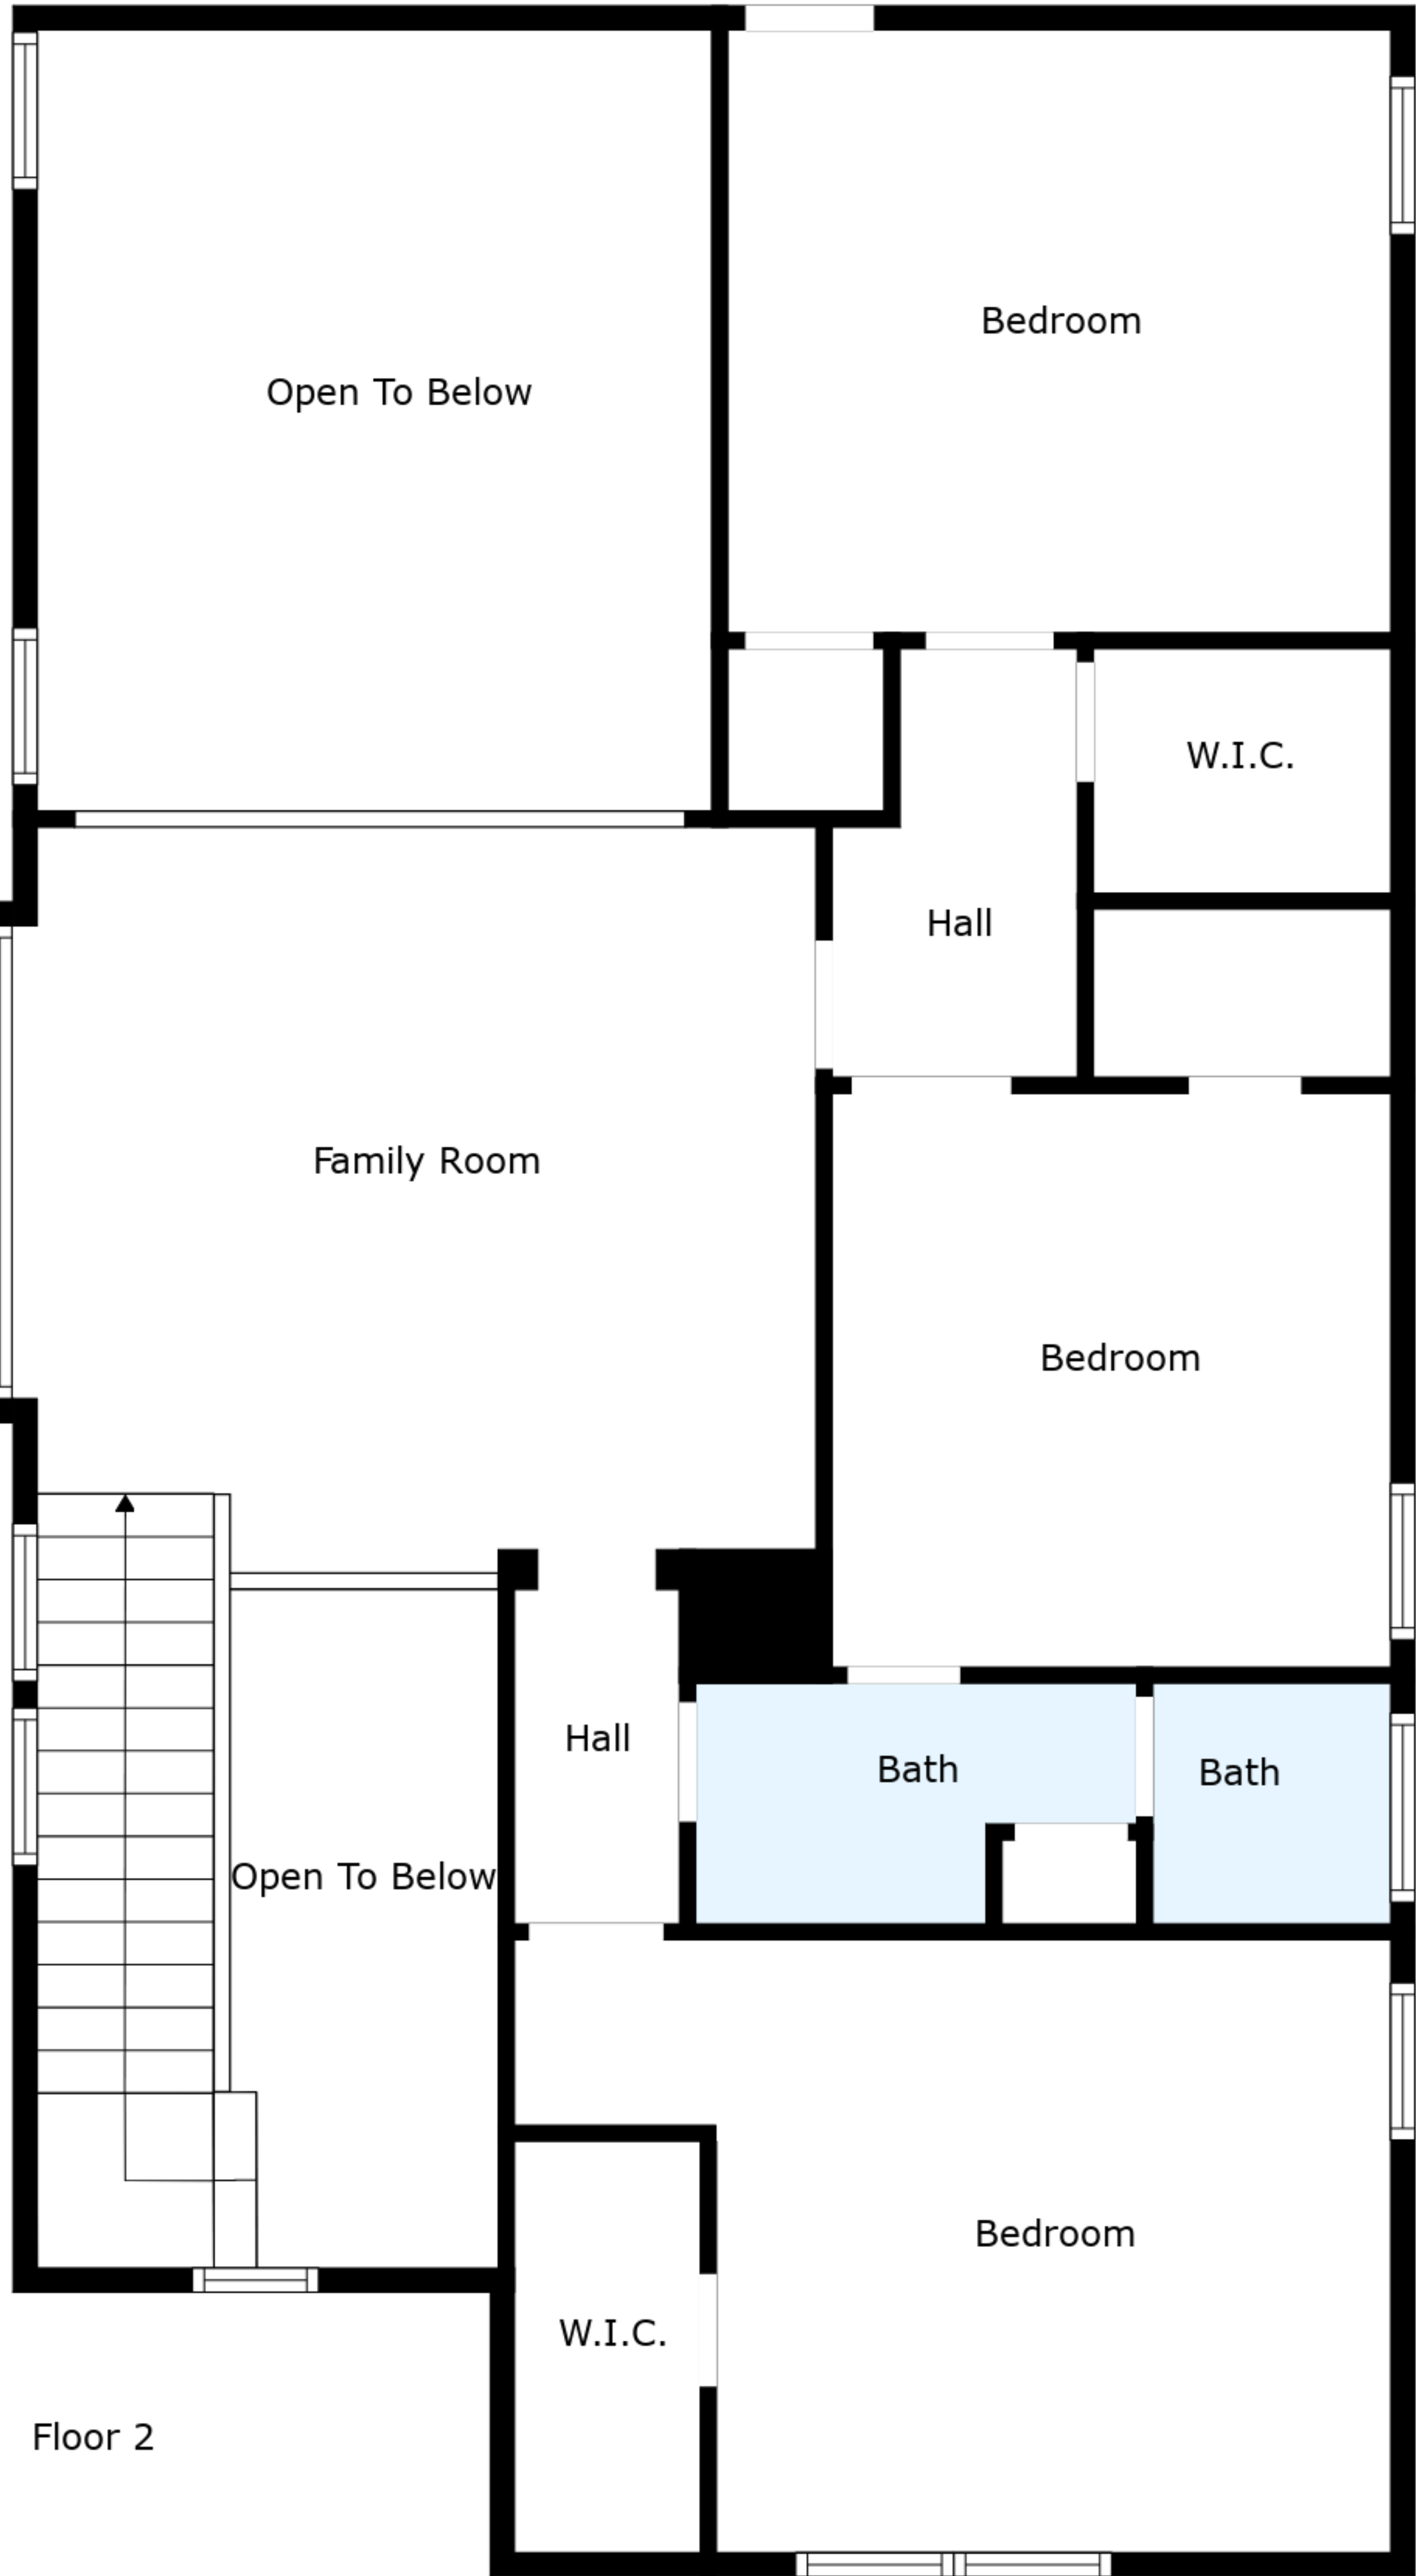 Bedroom
Open To Below
W.I.C.
Hall
Family Room
Bedroom
Hall
Bath
Bath
Open To Below
Bedroom
W.I.C.
Floor 2